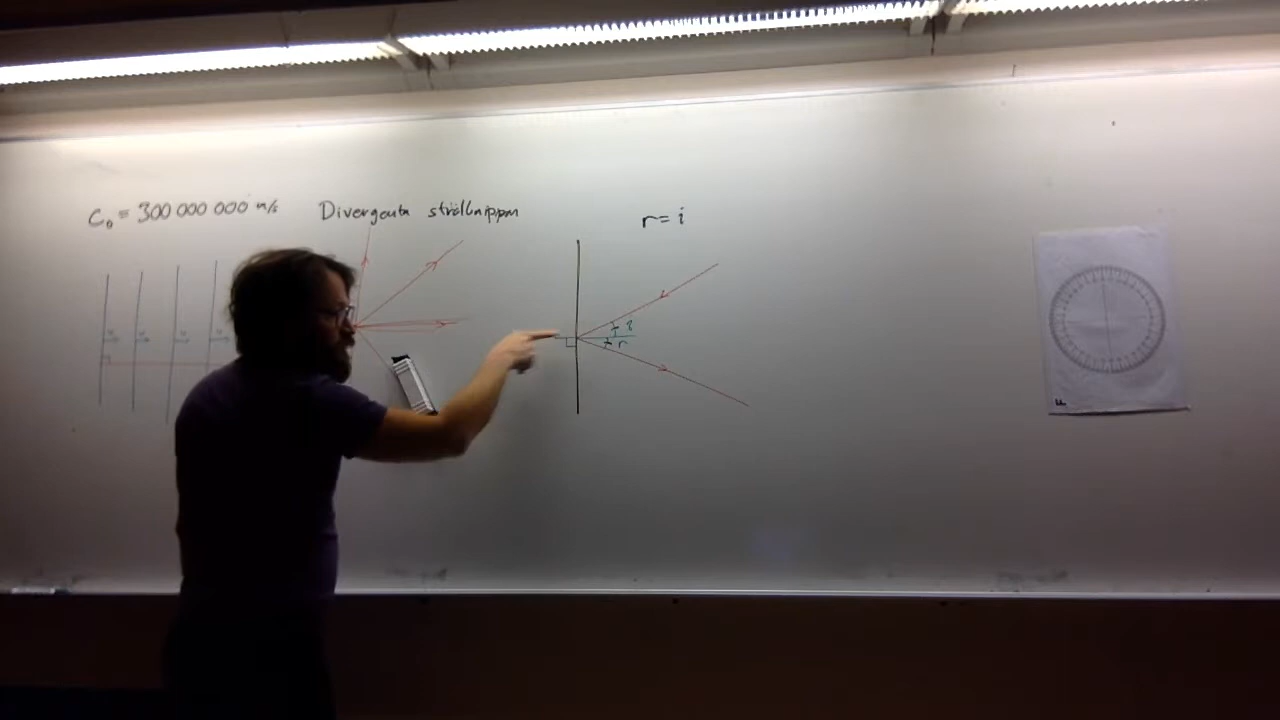 C₀ = 300 000 000 m/s
Divergenta strålknippen
r = i
v v v v
i
r
F